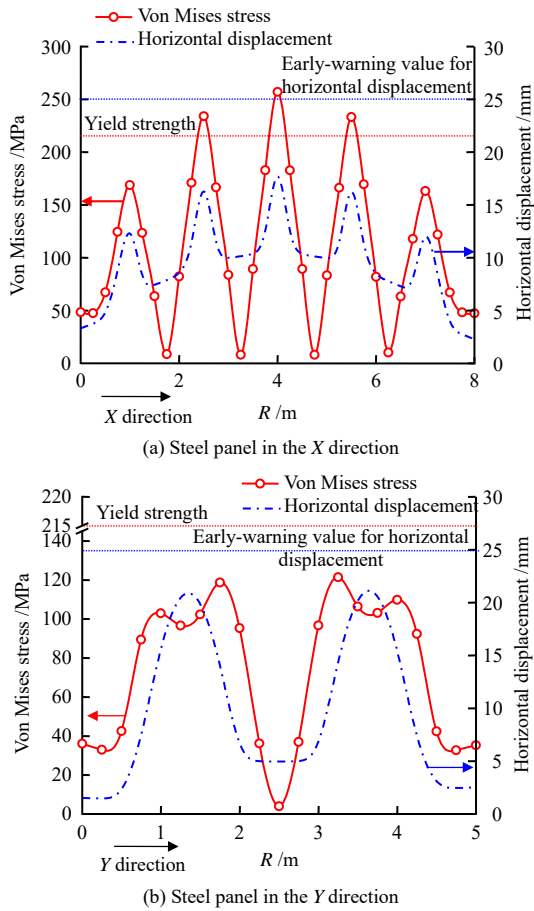 Von Mises stress
Horizontal displacement
300
250
200
150
100
50
0
Von Mises stress /MPa
Early-warning value for
horizontal displacement
Yield strength
30
25
20
15
10
5
0
Horizontal displacement /mm
0
2
4
6
8
X direction
R /m
(a) Steel panel in the X direction
Von Mises stress
Horizontal displacement
220
215
140
120
100
80
60
40
20
0
Von Mises stress /MPa
Yield strength
Early-warning value for horizontal
displacement
30
25
20
15
10
5
0
Horizontal displacement /mm
0
1
2
3
4
5
Y direction
R /m
(b) Steel panel in the Y direction